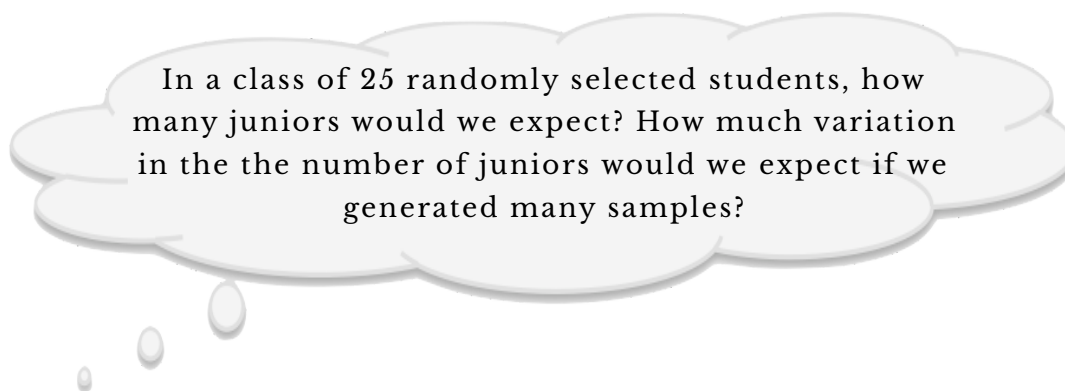 In a class of 25 randomly selected students, how
many juniors would we expect? How much variation
in the the number of juniors would we expect if we
generated many samples?